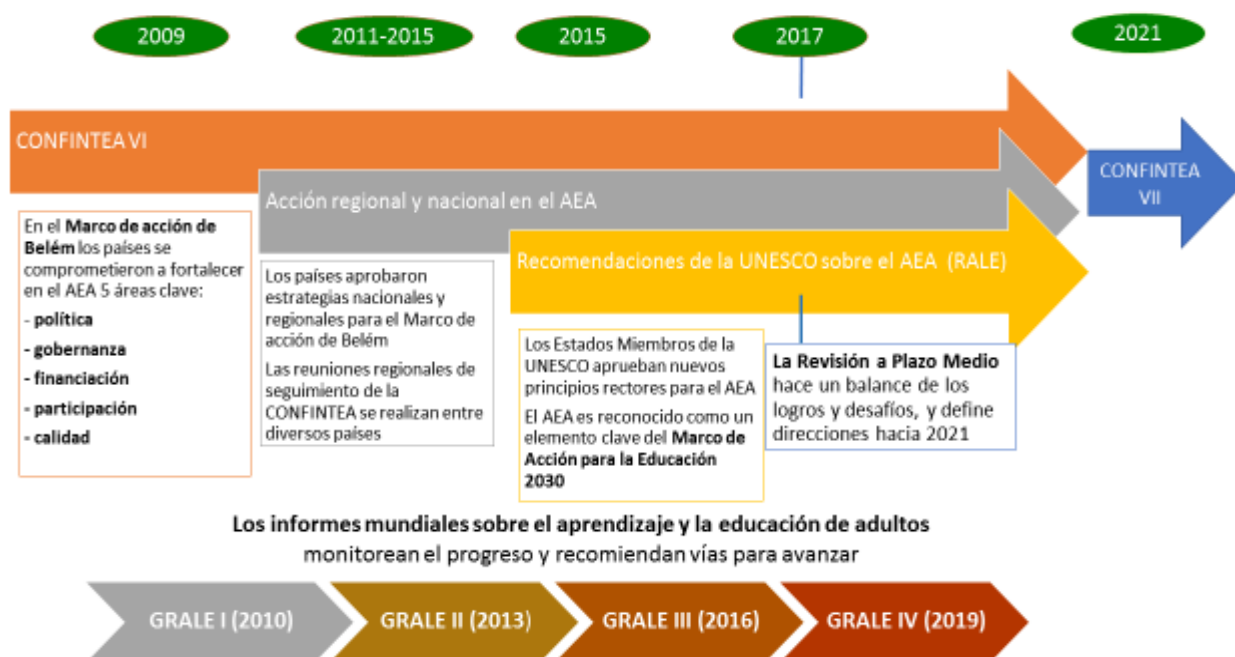 2009
2011-2015
2015
2017
2021
CONFINTEA VI
CONFINTEA
VII
Acción regional y nacional en el AEA
Recomendaciones de la UNESCO sobre el AEA (RALE)
En el Marco de acción de
Belém los países se
comprometieron a fortalecer
en el AEA 5 áreas clave:
- política
- gobernanza
- financiación
- participación
- calidad
Los países aprobaron
estrategias nacionales y
regionales para el Marco de
acción de Belém
Las reuniones regionales de
seguimiento de la
CONFINTEA se realizan entre
diversos países
Los Estados Miembros de la
UNESCO aprueban nuevos
principios rectores para el AEA
El AEA es reconocido como un
elemento clave del Marco de
Acción para la Educación
2030
La Revisión a Plazo Medio
hace un balance de los
logros y desafíos, y define
direcciones hacia 2021
Los informes mundiales sobre el aprendizaje y la educación de adultos
monitorean el progreso y recomiendan vías para avanzar
GRALE I (2010)
GRALE II (2013)
GRALE III (2016)
GRALE IV (2019)